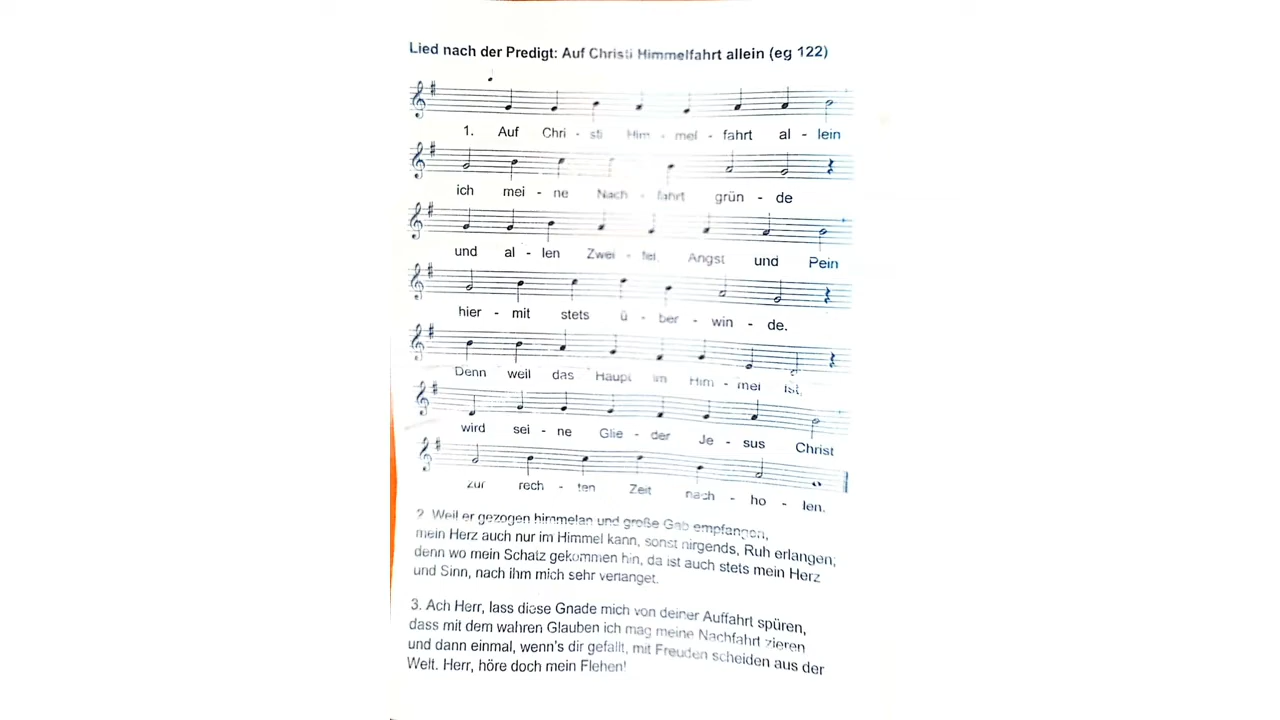 Lied nach der Predigt: Auf Christi Himmelfahrt allein (eg 122)
1. Auf Chri - sti Him - mel - fahrt al - lein
ich mei - ne Nach - fahrt grün - de
und al - len Zwei - fel, Angst und Pein
hier - mit stets ü - ber - win - de.
Denn weil das Haupt im Him - mel ist,
wird sei - ne Glie - der Je - sus Christ
zur rech - ten Zeit nach - ho - len.
2. Weil er gezogen himmelan und große Gab empfangen,
mein Herz auch nur im Himmel kann, sonst nirgends, Ruh erlangen;
denn wo mein Schatz gekommen hin, da ist auch stets mein Herz
und Sinn, nach ihm mich sehr verlanget.
3. Ach Herr, lass diese Gnade mich von deiner Auffahrt spüren,
dass mit dem wahren Glauben ich mag meine Nachfahrt zieren
und dann einmal, wenn's dir gefällt, mit Freuden scheiden aus der
Welt. Herr, höre doch mein Flehen!